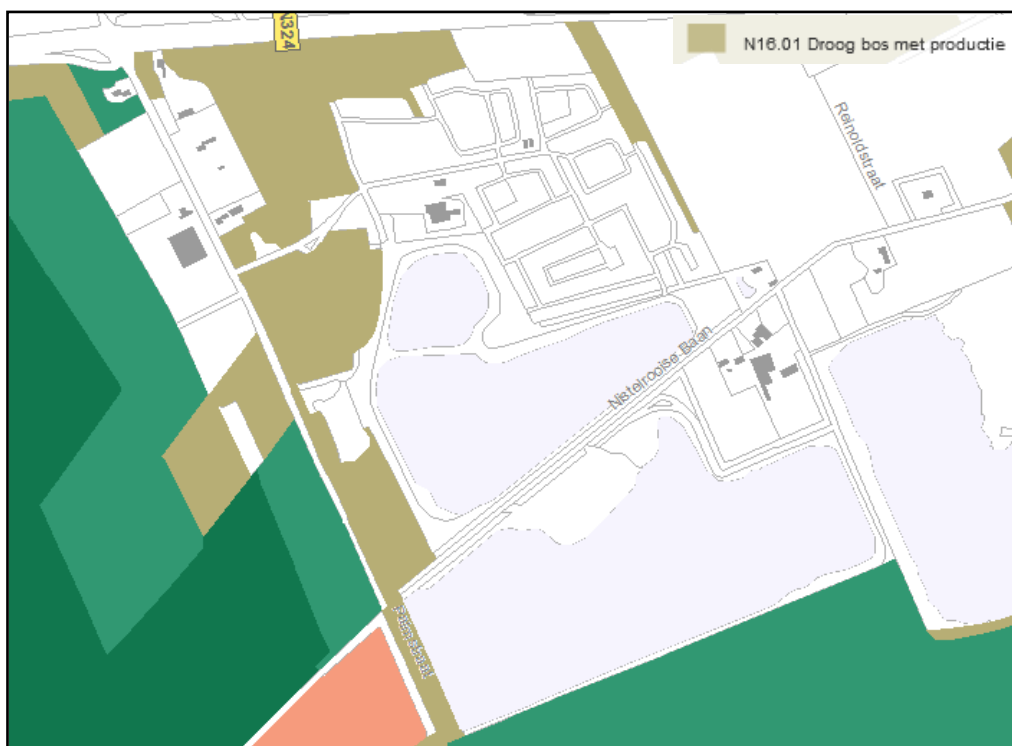 N324
N16.01 Droog bos met productie
Reinoldstraat
Nistelrooise-Baan